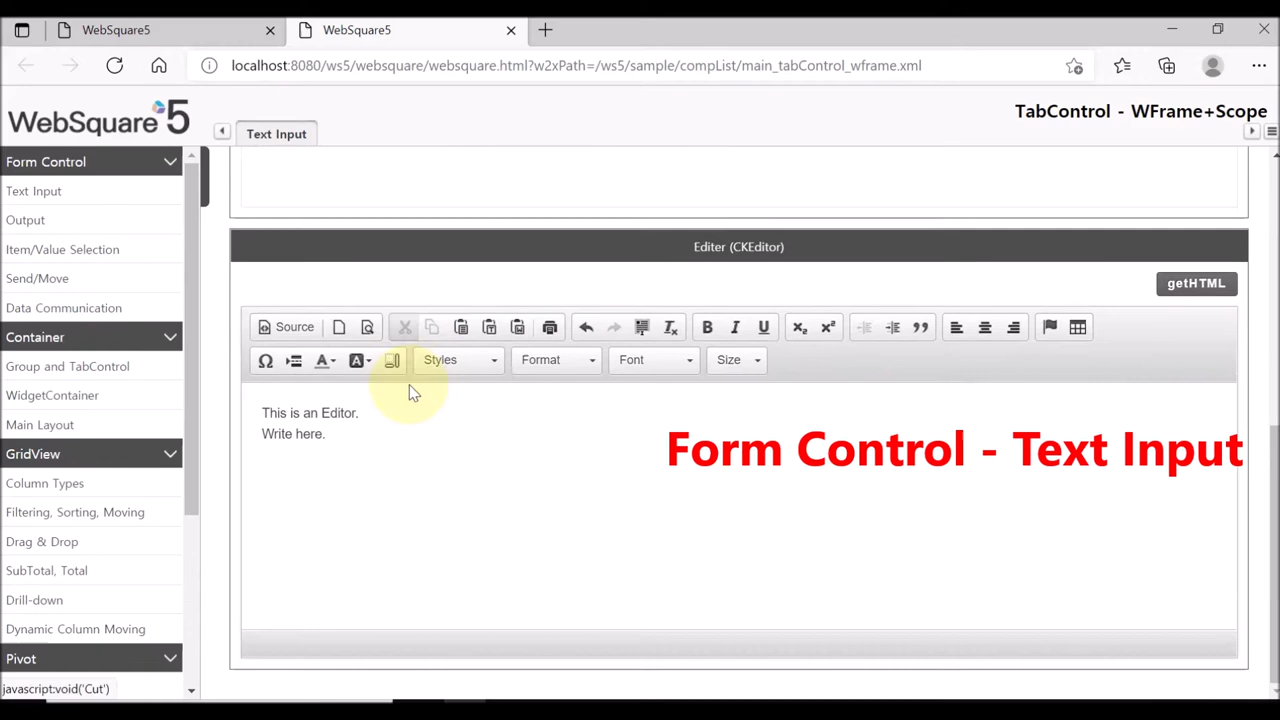 WebSquare5
WebSquare5
localhost:8080/ws5/websquare/websquare.html?w2xPath=/ws5/sample/compList/main_tabControl_wframe.xml
WebSquare 5
Text Input
TabControl - WFrame+Scope
Form Control
Text Input
Output
Item/Value Selection
Send/Move
Data Communication
Container
Group and TabControl
WidgetContainer
Main Layout
GridView
Column Types
Filtering, Sorting, Moving
Drag & Drop
SubTotal, Total
Drill-down
Dynamic Column Moving
Pivot
javascript:void('Cut')
Editer (CKEditor)
getHTML
Source
Styles
Format
Font
Size
This is an Editor.
Write here.
Form Control - Text Input